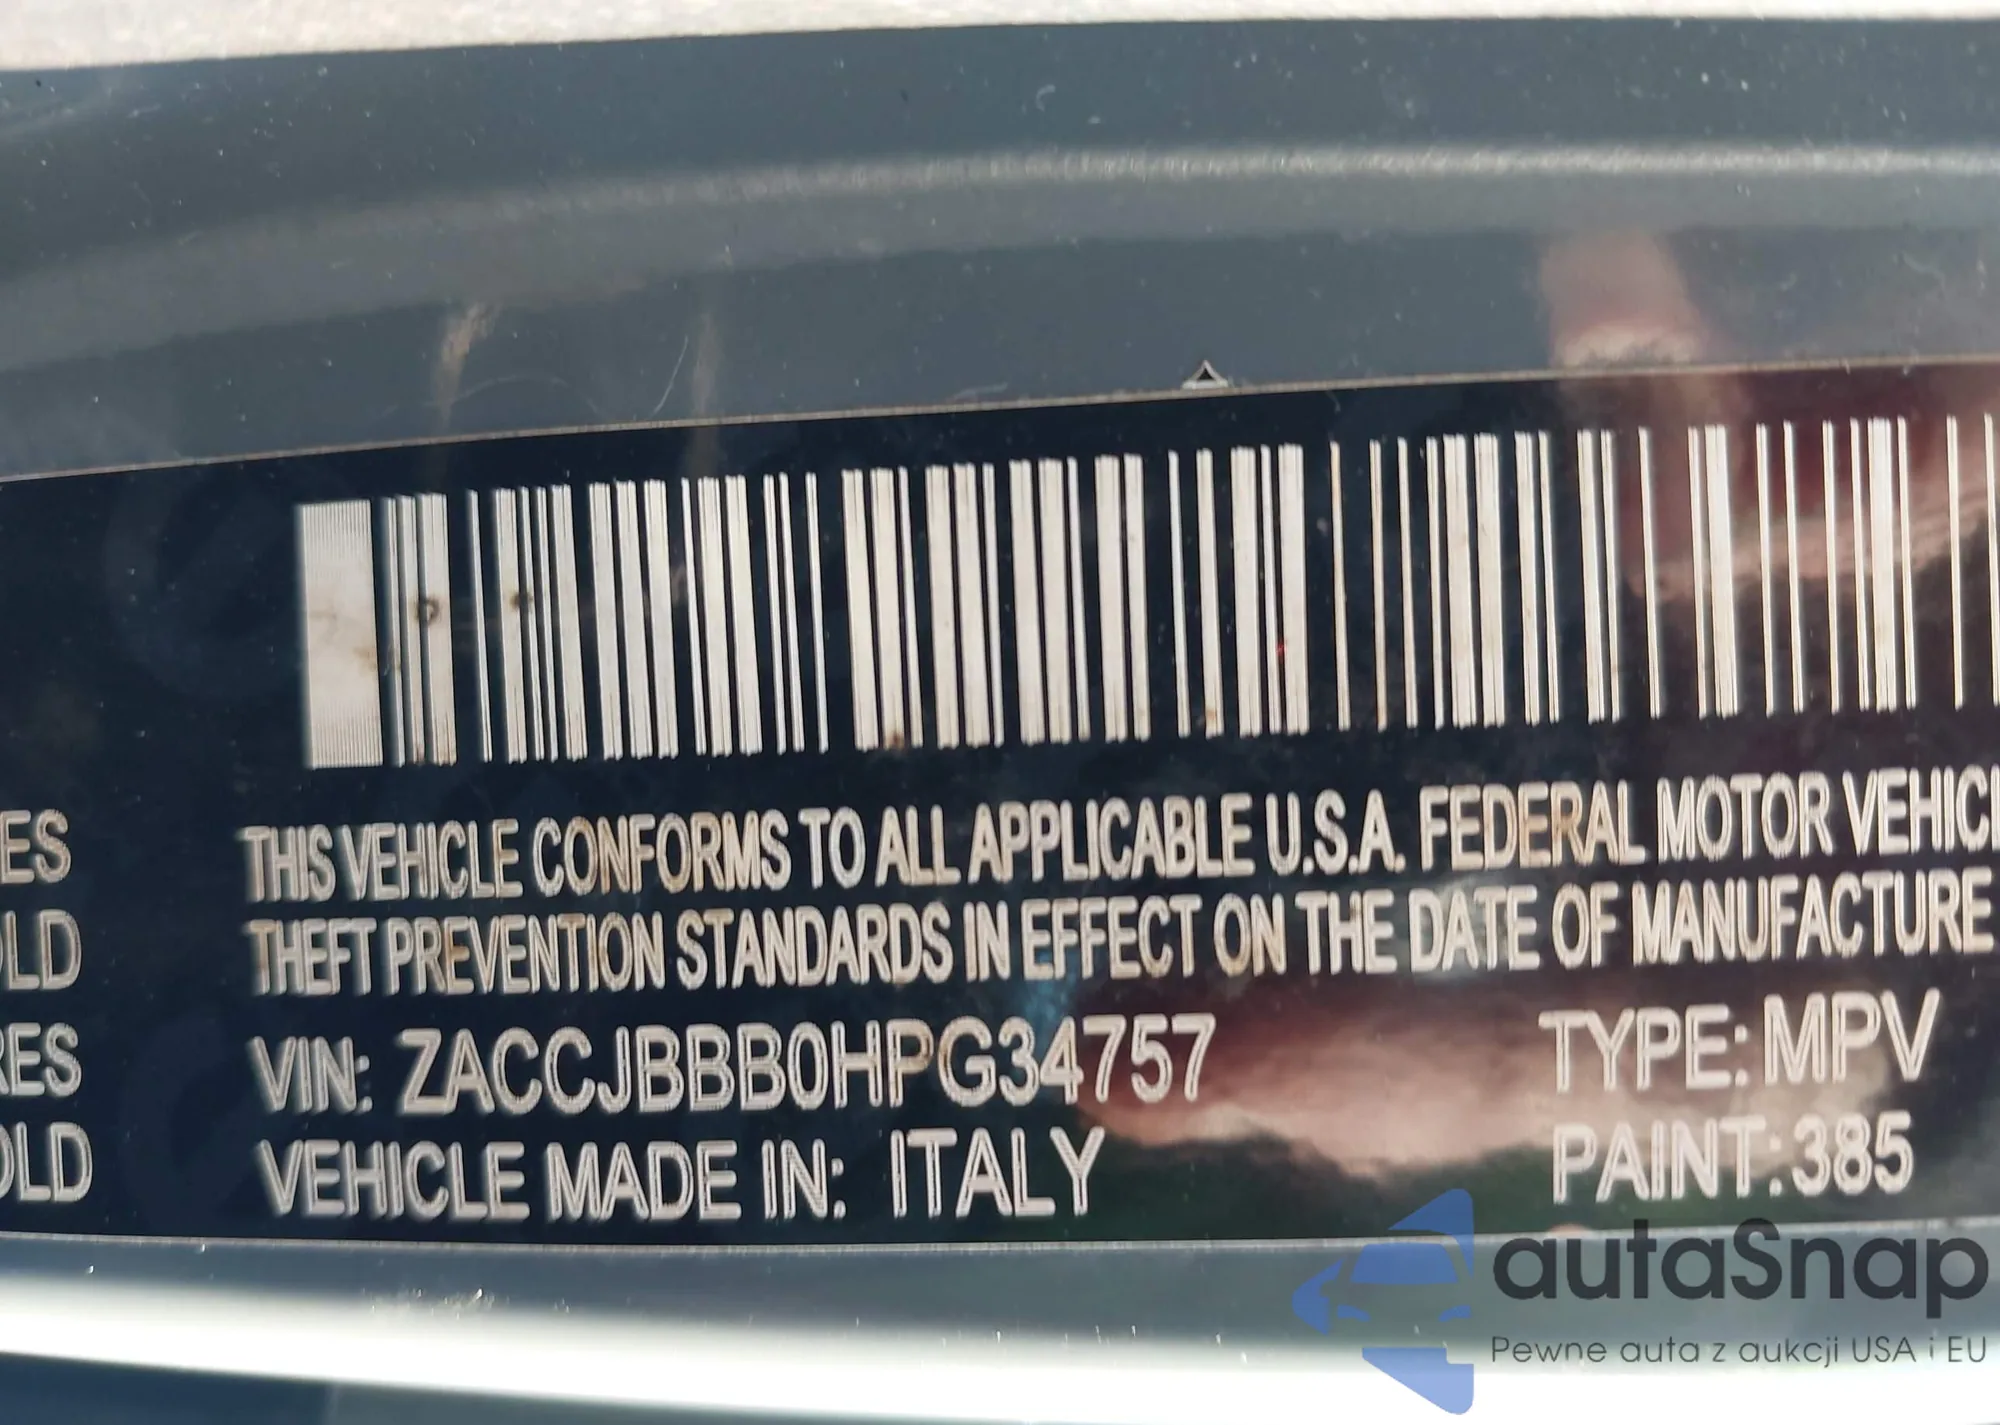 ES
THIS VEHICLE CONFORMS TO ALL APPLICABLE U.S.A. FEDERAL MOTOR VEHICL
OLD
THEFT PREVENTION STANDARDS IN EFFECT ON THE DATE OF MANUFACTURE
RES
VIN: ZACCJBBB0HPG34757 TYPE: MPV
OLD
VEHICLE MADE IN: ITALY PAINT: 385
autaSnap
Pewne auta z aukcji USA i EU